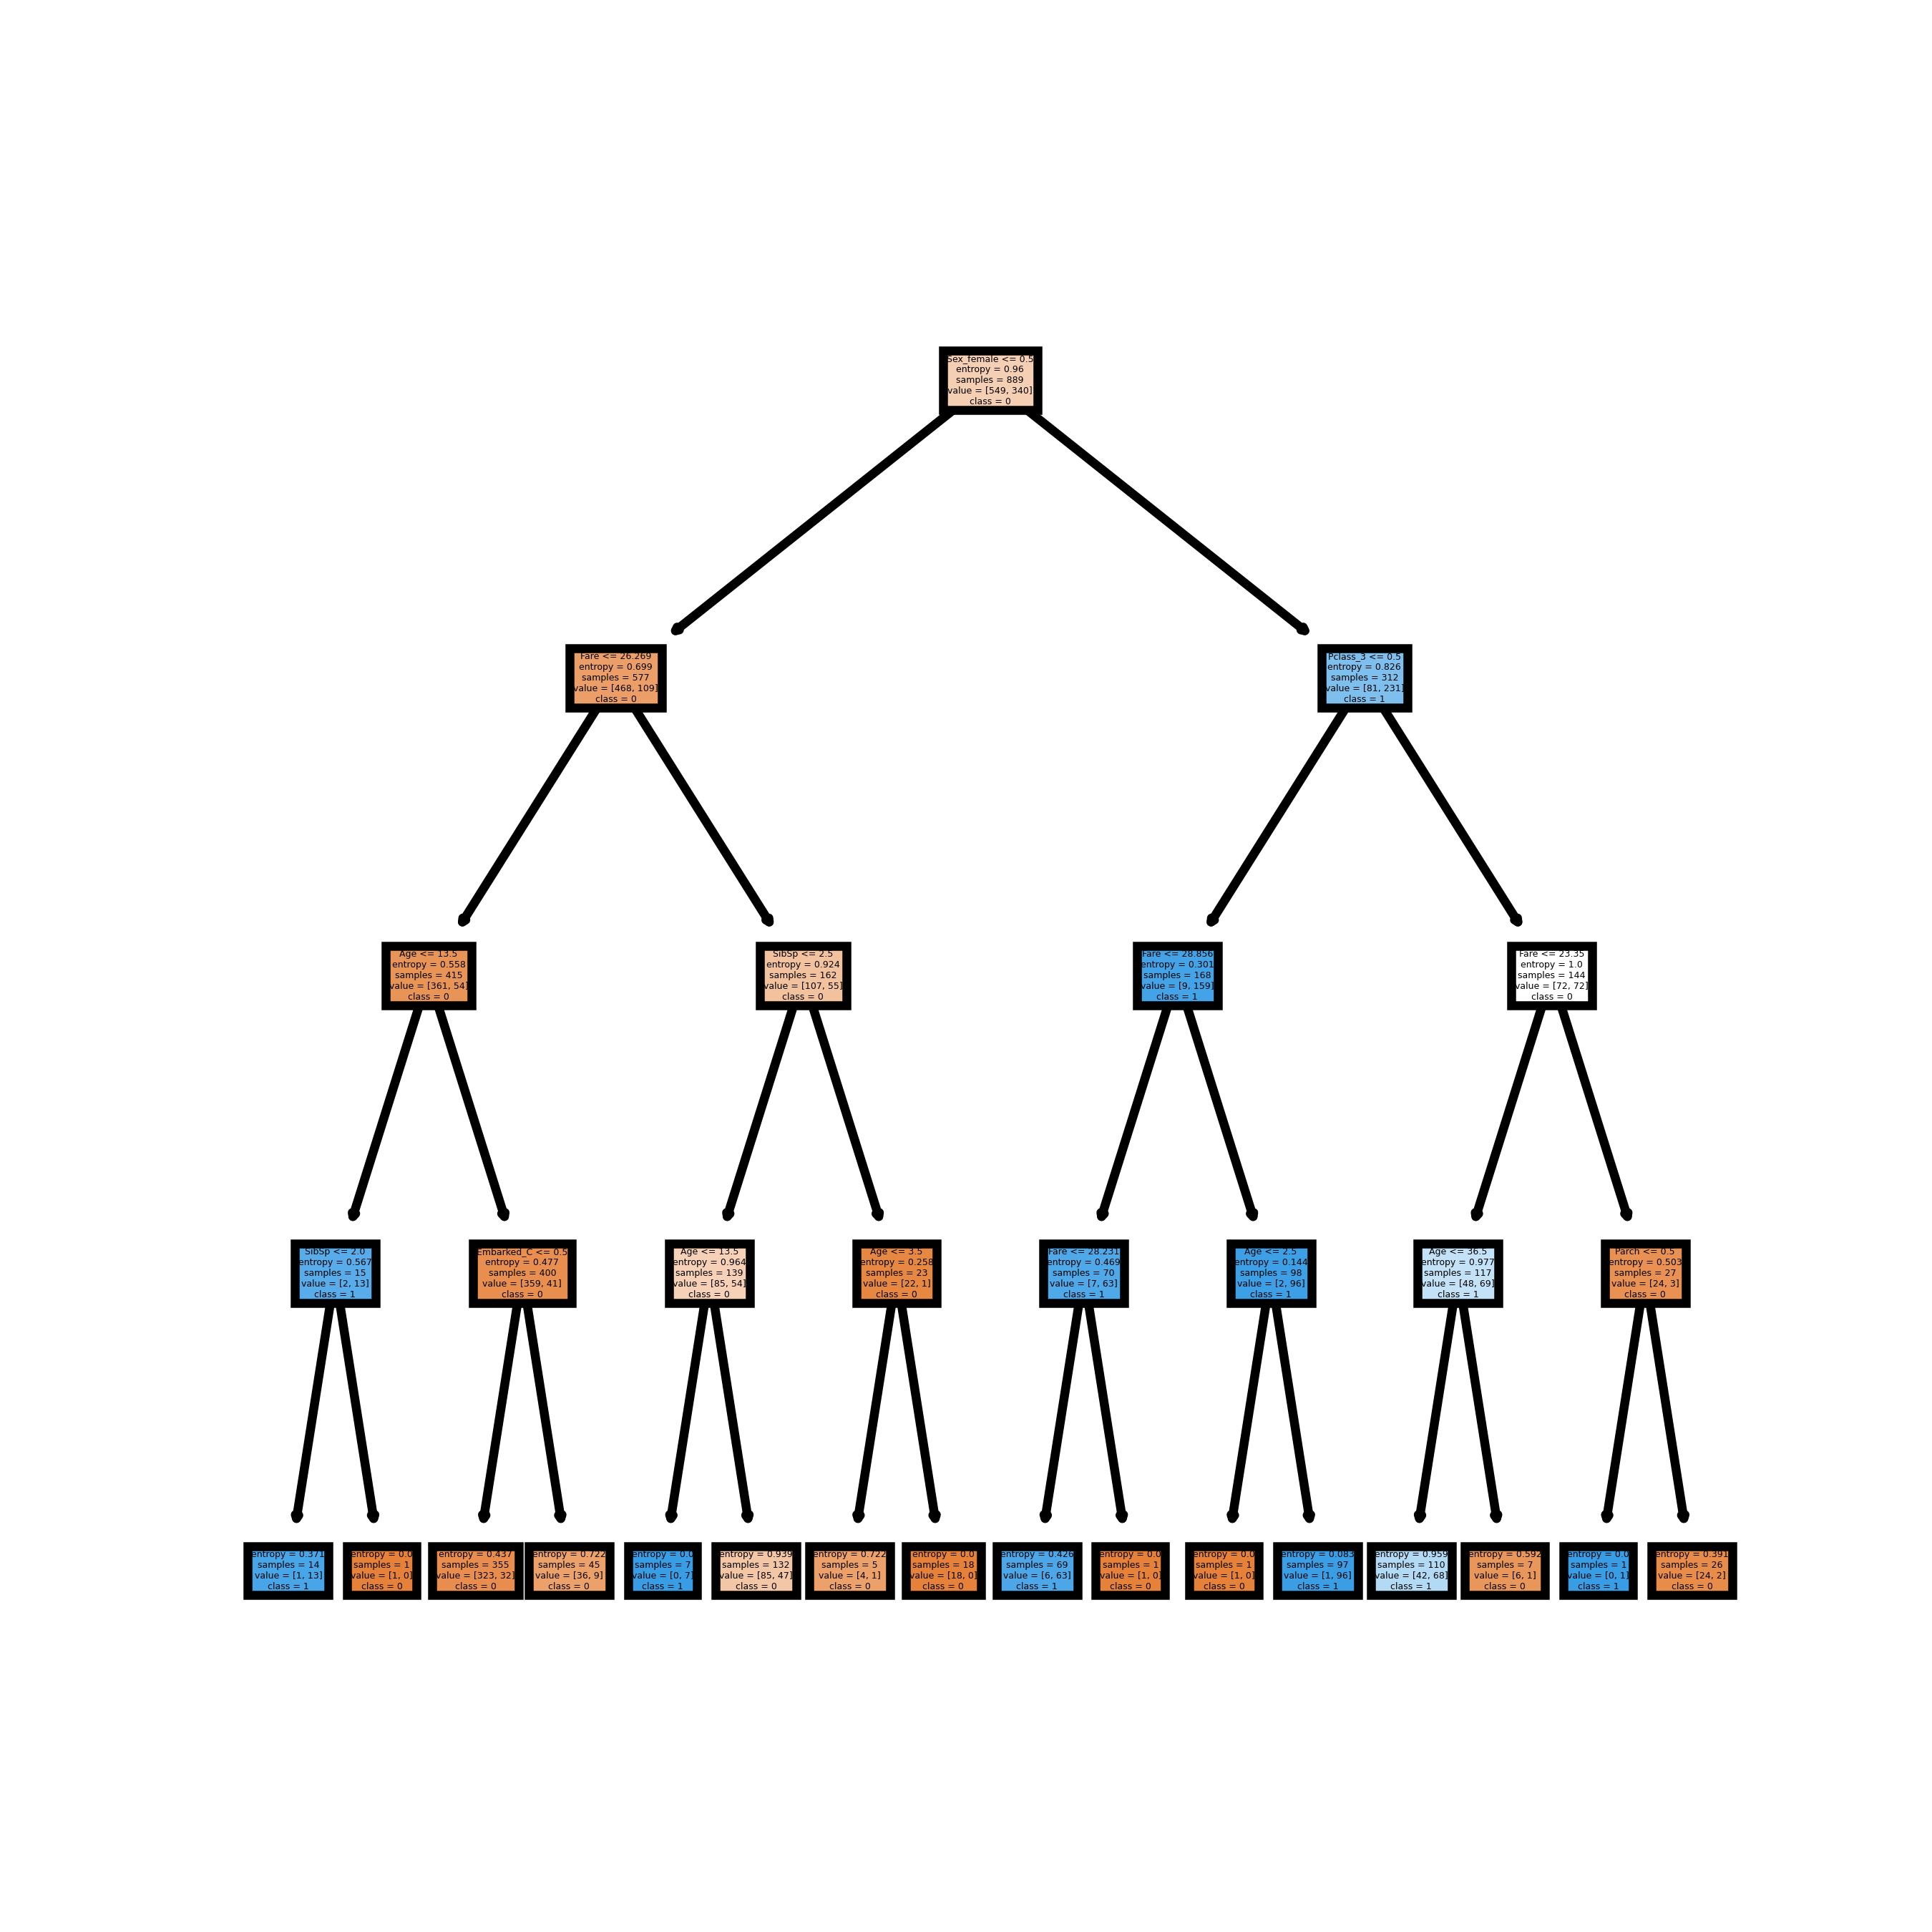 Sex_female <= 0.5
entropy = 0.96
samples = 889
value = [549, 340]
class = 0
Fare <= 26.269
entropy = 0.699
samples = 577
value = [468, 109]
class = 0
Pclass_3 <= 0.5
entropy = 0.826
samples = 312
value = [81, 231]
class = 1
Age <= 13.5
entropy = 0.558
samples = 415
value = [361, 54]
class = 0
SibSp <= 2.5
entropy = 0.924
samples = 162
value = [107, 55]
class = 0
Fare <= 28.856
entropy = 0.301
samples = 168
value = [9, 159]
class = 1
Fare <= 23.35
entropy = 1.0
samples = 144
value = [72, 72]
class = 0
SibSp <= 2.0
entropy = 0.567
samples = 15
value = [2, 13]
class = 1
Embarked_C <= 0.5
entropy = 0.477
samples = 400
value = [359, 41]
class = 0
Age <= 13.5
entropy = 0.964
samples = 139
value = [85, 54]
class = 0
Age <= 3.5
entropy = 0.258
samples = 23
value = [22, 1]
class = 0
Fare <= 28.231
entropy = 0.469
samples = 70
value = [7, 63]
class = 1
Age <= 2.5
entropy = 0.144
samples = 98
value = [2, 96]
class = 1
Age <= 36.5
entropy = 0.977
samples = 117
value = [48, 69]
class = 1
Parch <= 0.5
entropy = 0.503
samples = 27
value = [24, 3]
class = 0
entropy = 0.371
samples = 14
value = [1, 13]
class = 1
entropy = 0.0
samples = 1
value = [1, 0]
class = 0
entropy = 0.437
samples = 355
value = [323, 32]
class = 0
entropy = 0.722
samples = 45
value = [36, 9]
class = 0
entropy = 0.0
samples = 7
value = [0, 7]
class = 1
entropy = 0.939
samples = 132
value = [85, 47]
class = 0
entropy = 0.722
samples = 5
value = [4, 1]
class = 0
entropy = 0.0
samples = 18
value = [18, 0]
class = 0
entropy = 0.426
samples = 69
value = [6, 63]
class = 1
entropy = 0.0
samples = 1
value = [1, 0]
class = 0
entropy = 0.0
samples = 1
value = [1, 0]
class = 0
entropy = 0.083
samples = 97
value = [1, 96]
class = 1
entropy = 0.959
samples = 110
value = [42, 68]
class = 1
entropy = 0.592
samples = 7
value = [6, 1]
class = 0
entropy = 0.0
samples = 1
value = [0, 1]
class = 1
entropy = 0.391
samples = 26
value = [24, 2]
class = 0